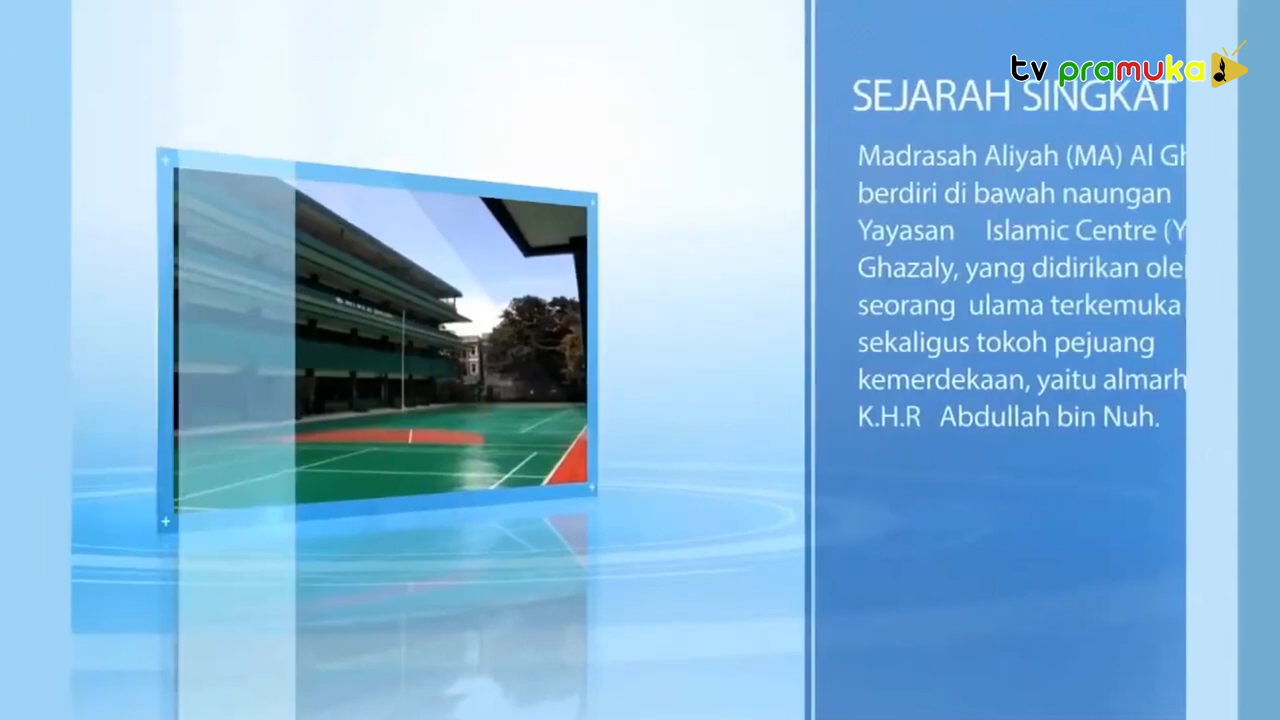 tv pramuka
SEJARAH SINGKAT
Madrasah Aliyah (MA) Al
berdiri di bawah naungan
Yayasan Islamic Centre
Ghazaly, yang didirikan
seorang ulama terkemuka
sekaligus tokoh pejuang
kemerdekaan, yaitu
K.H.R Abdullah bin Nuh.